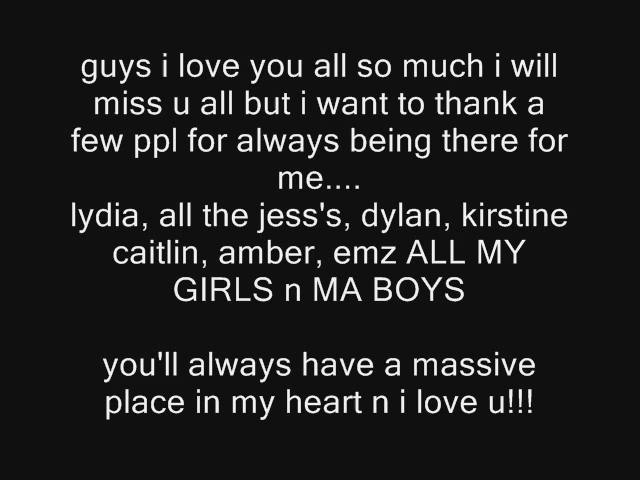 guys i love you all so much i will
miss u all but i want to thank a
few ppl for always being there for
me....
lydia, all the jess's, dylan, kirstine
caitlin, amber, emz ALL MY
GIRLS n MA BOYS
you'll always have a massive
place in my heart n i love u!!!